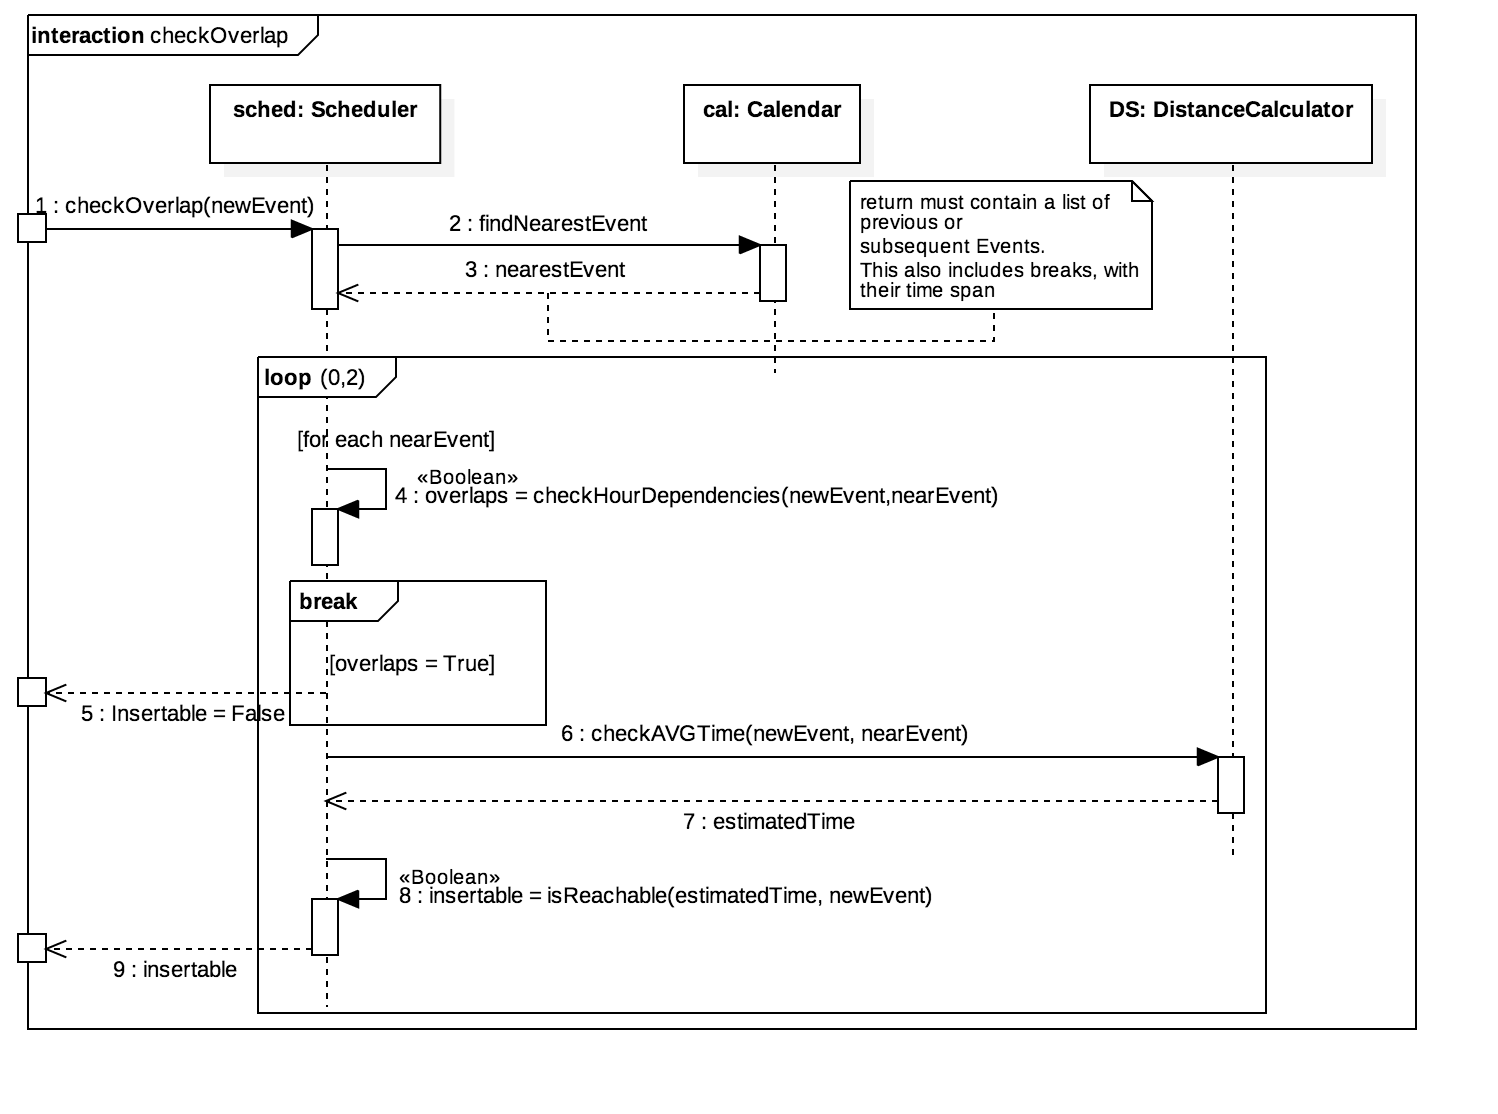 interaction checkOverlap
sched: Scheduler
cal: Calendar
DS: DistanceCalculator
1 : checkOverlap(newEvent)
2 : findNearestEvent
3 : nearestEvent
return must contain a list of
previous or
subsequent Events.
This also includes breaks, with
their time span
loop (0,2)
[for each nearEvent]
«Boolean»
4 : overlaps = checkHourDependencies(newEvent,nearEvent)
break
[overlaps = True]
5 : Insertable = False
6 : checkAVGTime(newEvent, nearEvent)
7 : estimatedTime
«Boolean»
8 : insertable = isReachable(estimatedTime, newEvent)
9 : insertable